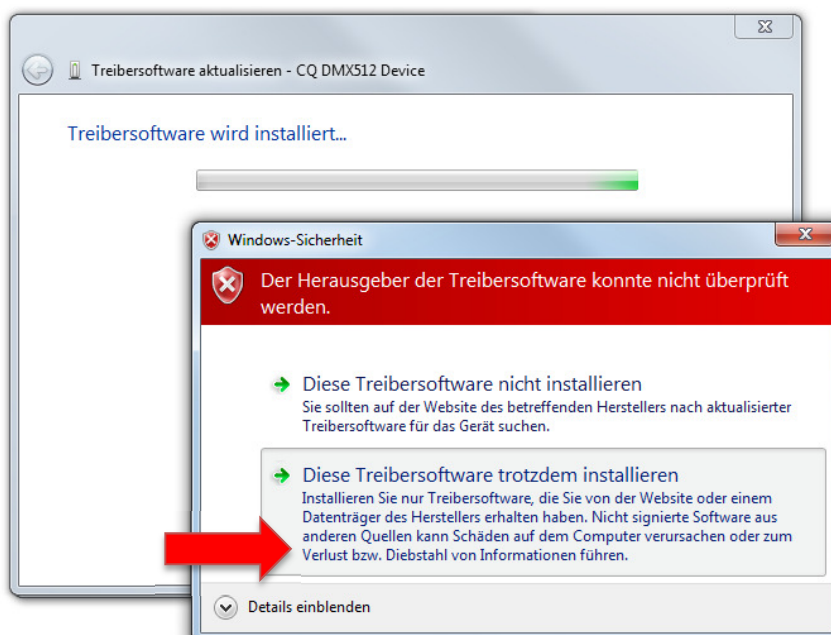 Treibersoftware aktualisieren - CQ DMX512 Device
Treibersoftware wird installiert...
Windows-Sicherheit
Der Herausgeber der Treibersoftware konnte nicht überprüft
werden.
Diese Treibersoftware nicht installieren
Sie sollten auf der Website des betreffenden Herstellers nach aktualisierter
Treibersoftware für das Gerät suchen.
Diese Treibersoftware trotzdem installieren
Installieren Sie nur Treibersoftware, die Sie von der Website oder einem
Datenträger des Herstellers erhalten haben. Nicht signierte Software aus
anderen Quellen kann Schäden auf dem Computer verursachen oder zum
Verlust bzw. Diebstahl von Informationen führen.
Details einblenden